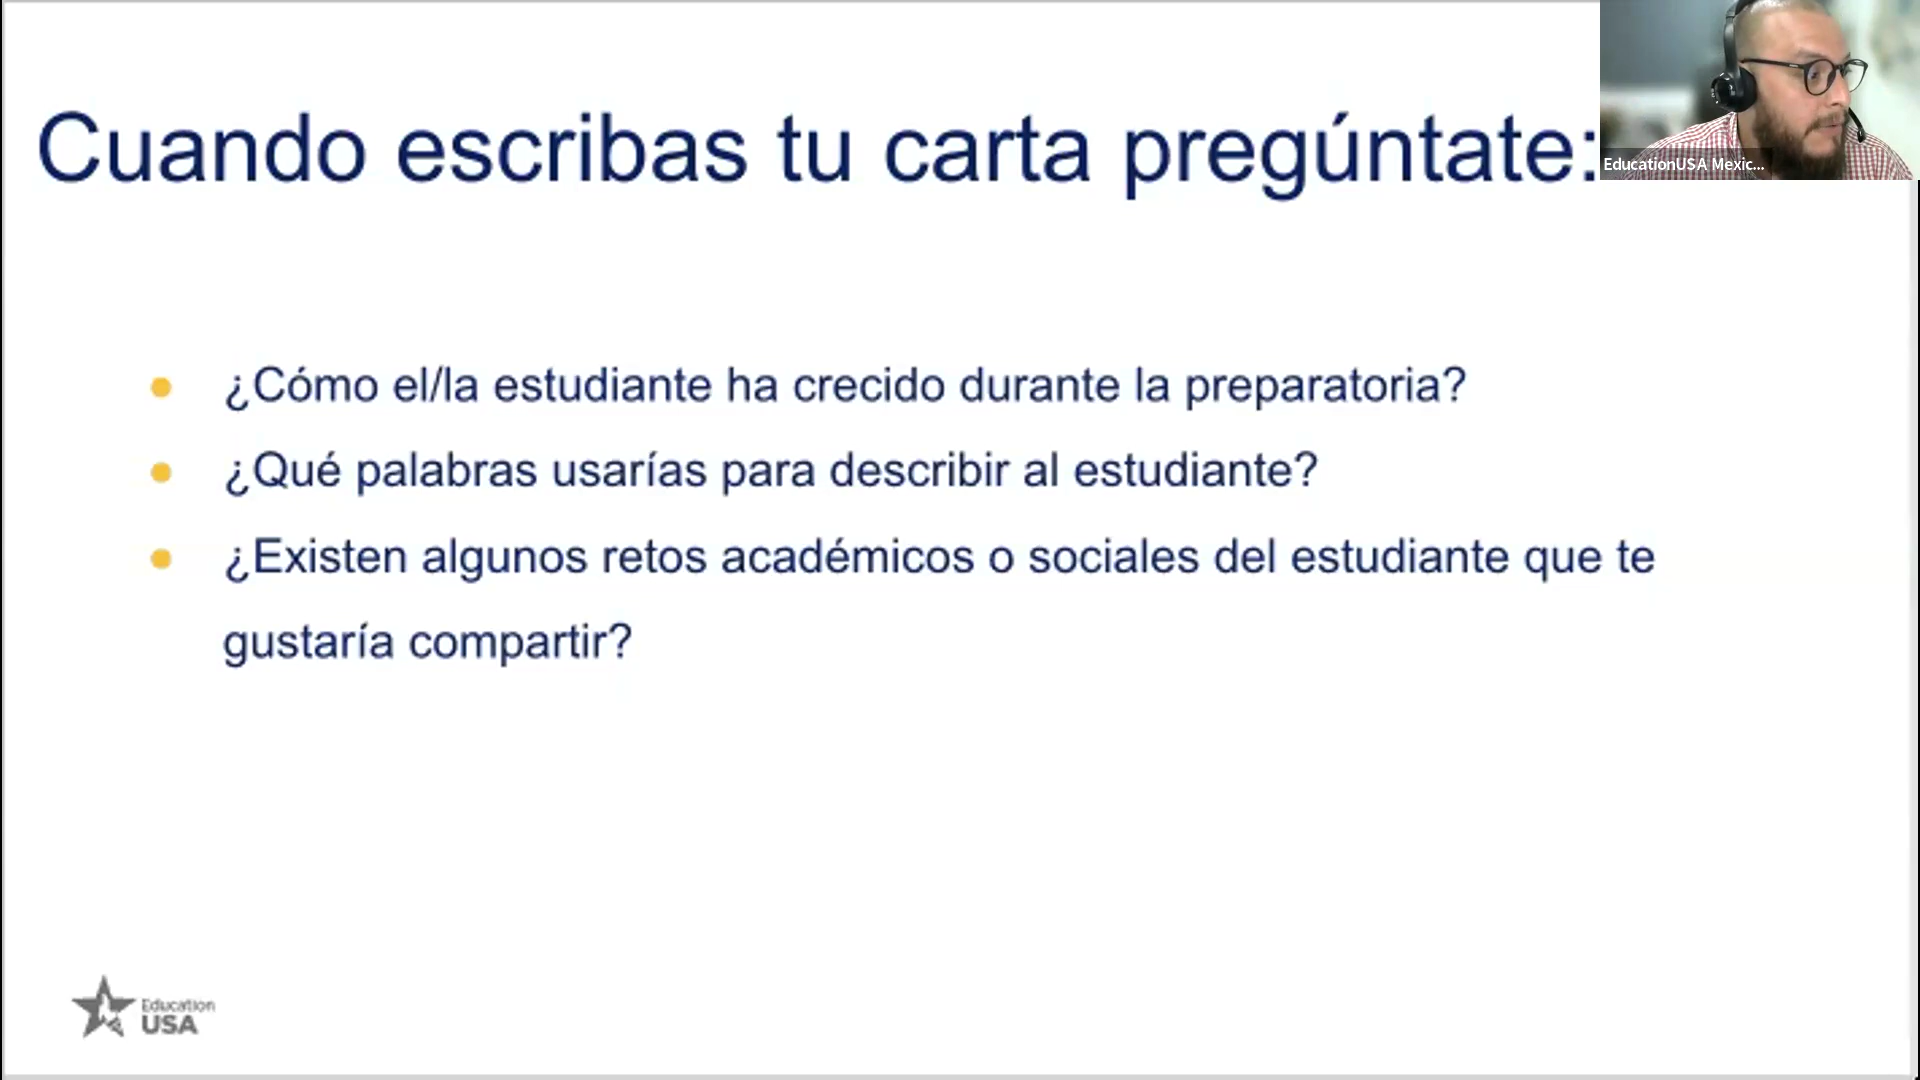 Cuando escribas tu carta pregúntate:
EducationUSA Mexic...
¿Cómo el/la estudiante ha crecido durante la preparatoria?
¿Qué palabras usarías para describir al estudiante?
¿Existen algunos retos académicos o sociales del estudiante que te
gustaría compartir?
Education
USA